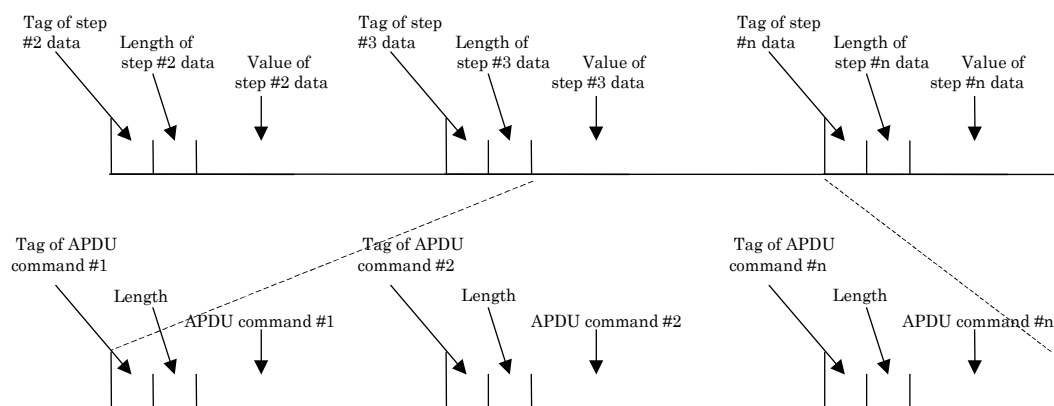 Tag of step
#2 data
Length of
step #2 data
Value of
step #2 data
Tag of step
#3 data
Length of
step #3 data
Value of
step #3 data
Tag of step
#n data
Length of
step #n data
Value of
step #n data
Tag of APDU
command #1
Length
APDU command #1
Tag of APDU
command #2
Length
APDU command #2
Tag of APDU
command #n
Length
APDU command #n